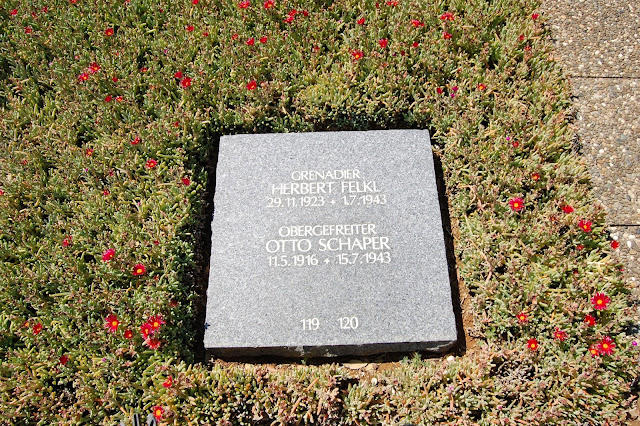 GRENADIER
HERBERT FELKL
29.11.1923 + 1.7.1943
OBERGEFREITER
OTTO SCHAPER
11.5.1916 + 15.7.1943
119 120